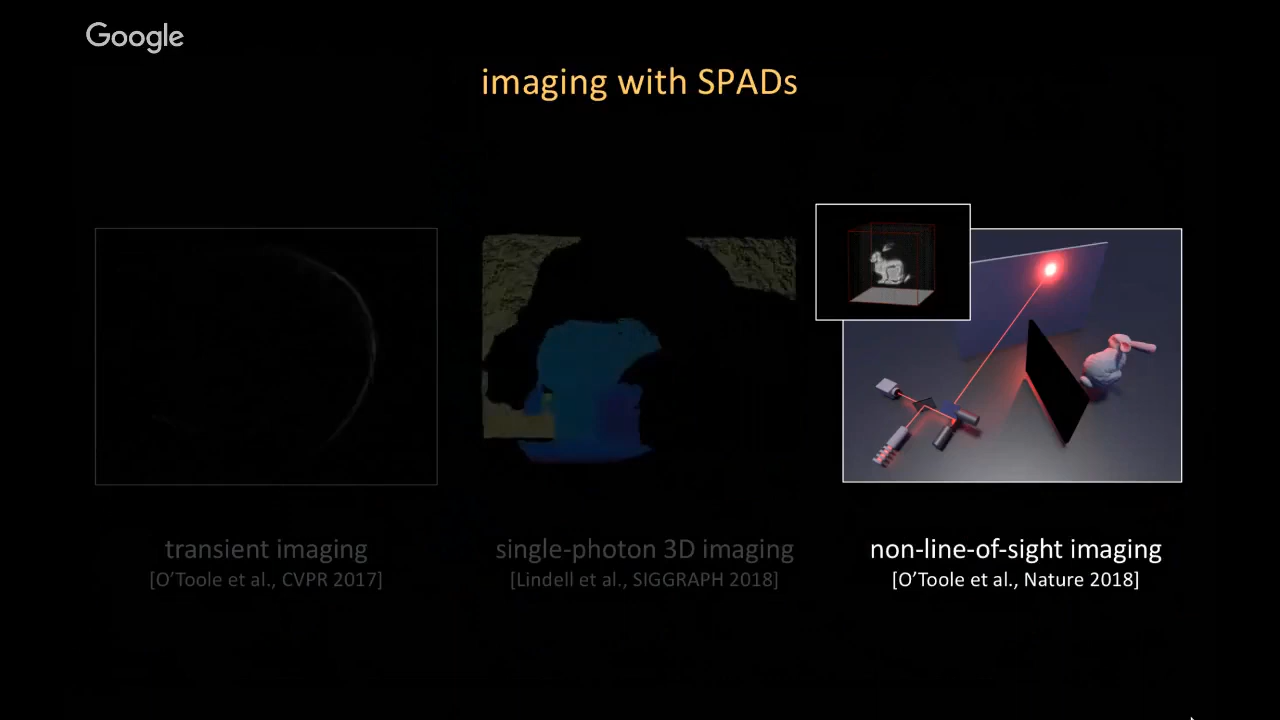 Google
imaging with SPADs
transient imaging
[O’Toole et al., CVPR 2017]
single-photon 3D imaging
[Lindell et al., SIGGRAPH 2018]
non-line-of-sight imaging
[O’Toole et al., Nature 2018]